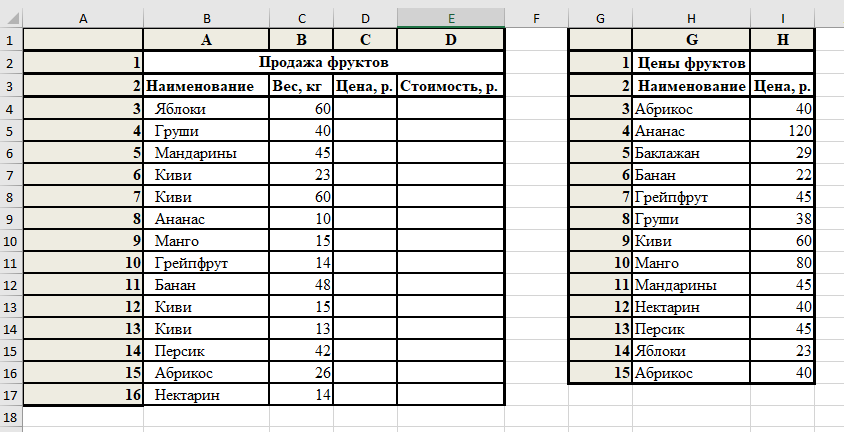 A B C D E F G H I
1 A B C D G H
2 1 Продажа фруктов 1 Цены фруктов
3 2 Наименование Вес, кг Цена, р. Стоимость, р. 2 Наименование Цена, р.
4 3 Яблоки 60 3 Абрикос 40
5 4 Груши 40 4 Ананас 120
6 5 Мандарины 45 5 Баклажан 29
7 6 Киви 23 6 Банан 22
8 7 Киви 60 7 Грейпфрут 45
9 8 Ананас 10 8 Груши 38
10 9 Манго 15 9 Киви 60
11 10 Грейпфрут 14 10 Манго 80
12 11 Банан 48 11 Мандарины 45
13 12 Киви 15 12 Нектарин 40
14 13 Киви 13 13 Персик 45
15 14 Персик 42 14 Яблоки 23
16 15 Абрикос 26 15 Абрикос 40
17 16 Нектарин 14
18